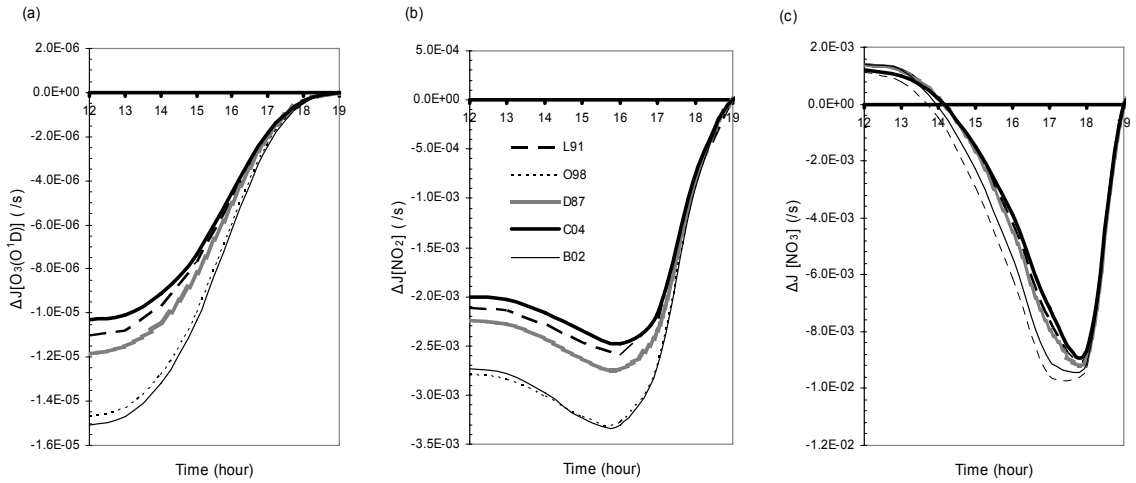 (a)
2.0E-06
0.0E+00
-2.0E-06
-4.0E-06
-6.0E-06
-8.0E-06
-1.0E-05
-1.2E-05
-1.4E-05
-1.6E-05
12 13 14 15 16 17 18 19
ΔJ[O₃(O¹D)] (/s)
Time (hour)
(b)
5.0E-04
0.0E+00
-5.0E-04
-1.0E-03
-1.5E-03
-2.0E-03
-2.5E-03
-3.0E-03
-3.5E-03
12 13 14 15 16 17 18 19
L91
O98
D87
C04
B02
ΔJ[NO₂] (/s)
Time (hour)
(c)
2.0E-03
0.0E+00
-2.0E-03
-4.0E-03
-6.0E-03
-8.0E-03
-1.0E-02
-1.2E-02
12 13 14 15 16 17 18 19
ΔJ [NO₃] (/s)
Time (hour)